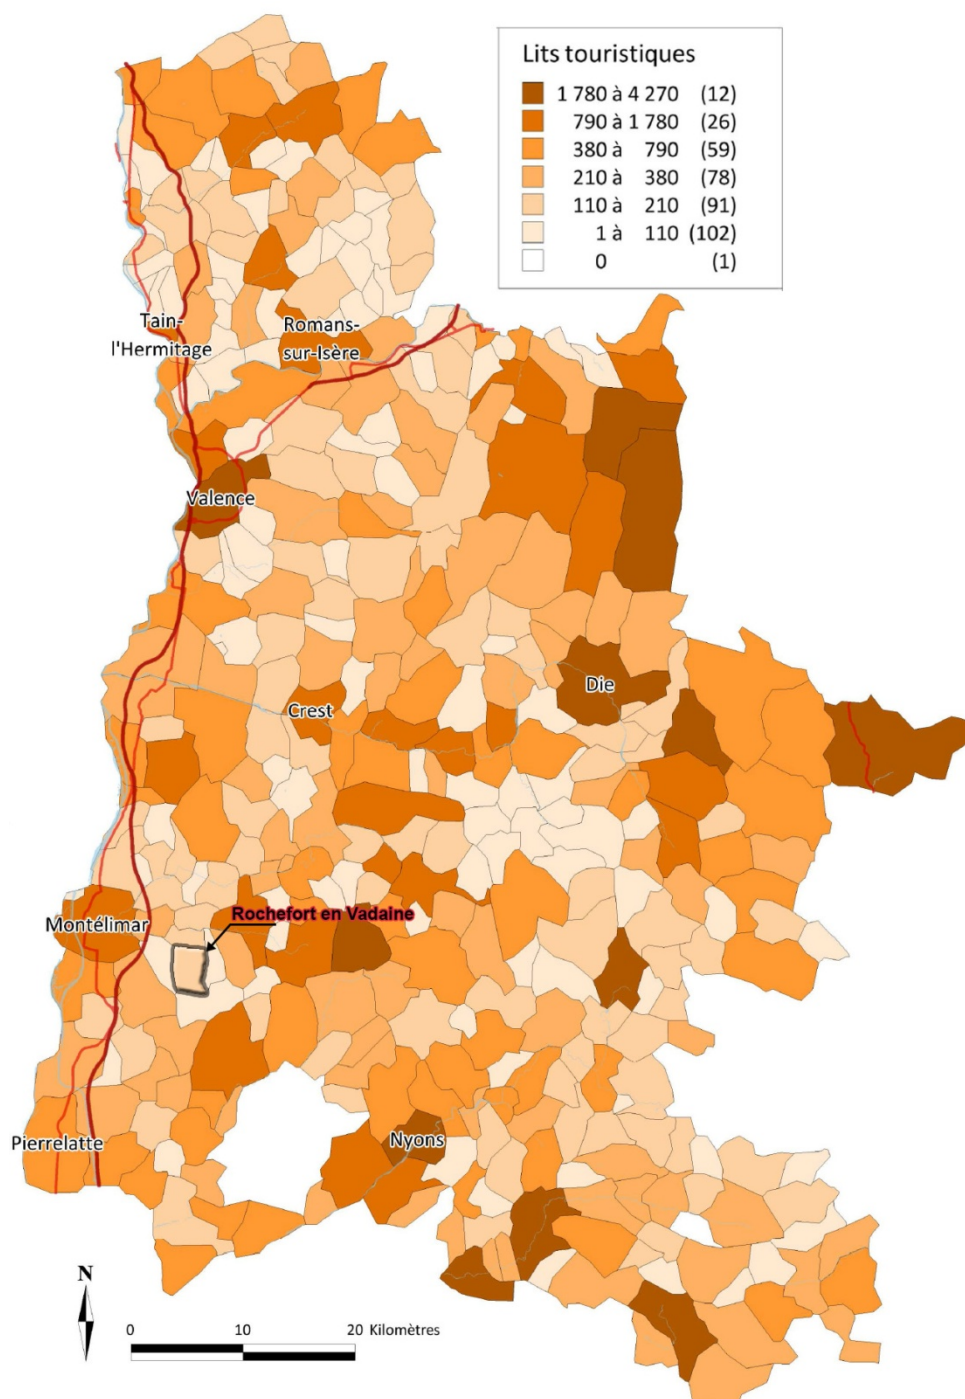 Lits touristiques
1 780 à 4 270 (12)
790 à 1 780 (26)
380 à 790 (59)
210 à 380 (78)
110 à 210 (91)
1 à 110 (102)
0 (1)
Tain-
l'Hermitage
Romans-
sur-Isère
Valence
Die
Crest
Rochefort en Vadaine
Montélimar
Pierrelatte
Nyons
N
0 10 20 Kilomètres